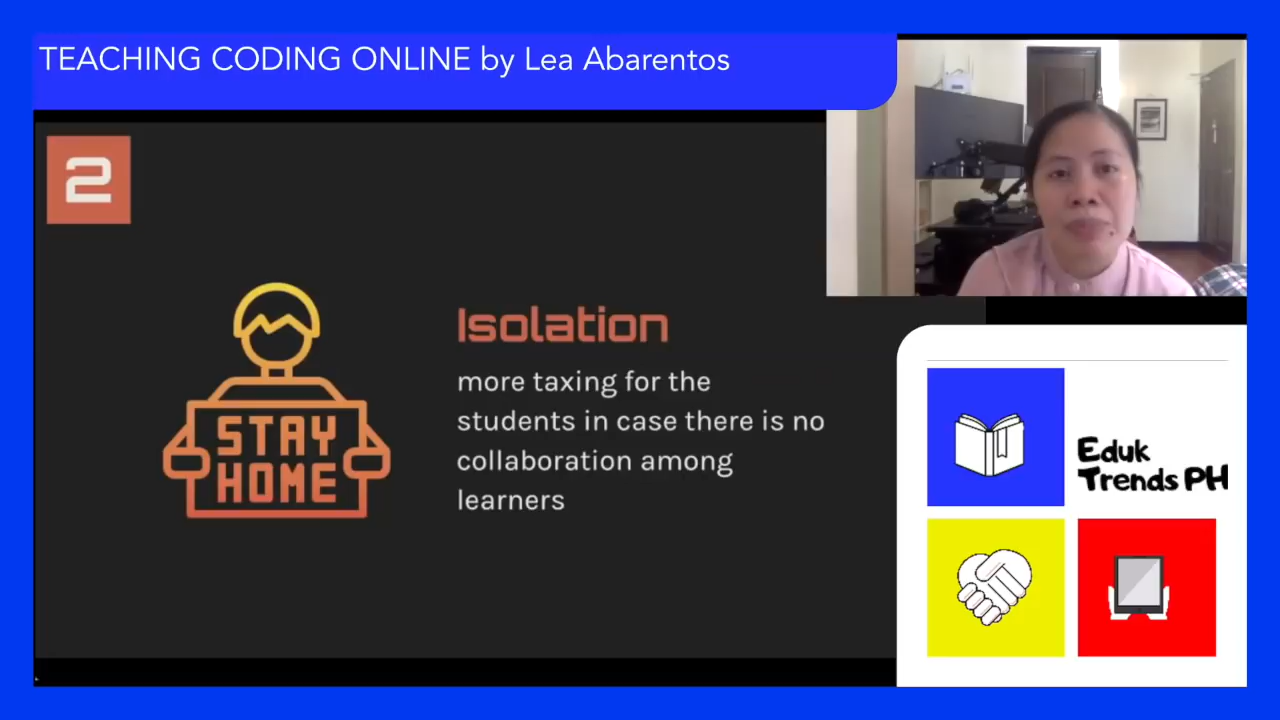 TEACHING CODING ONLINE by Lea Abarentos
2
STAY
HOME
Isolation
more taxing for the
students in case there is no
collaboration among
learners
Eduk
Trends PH